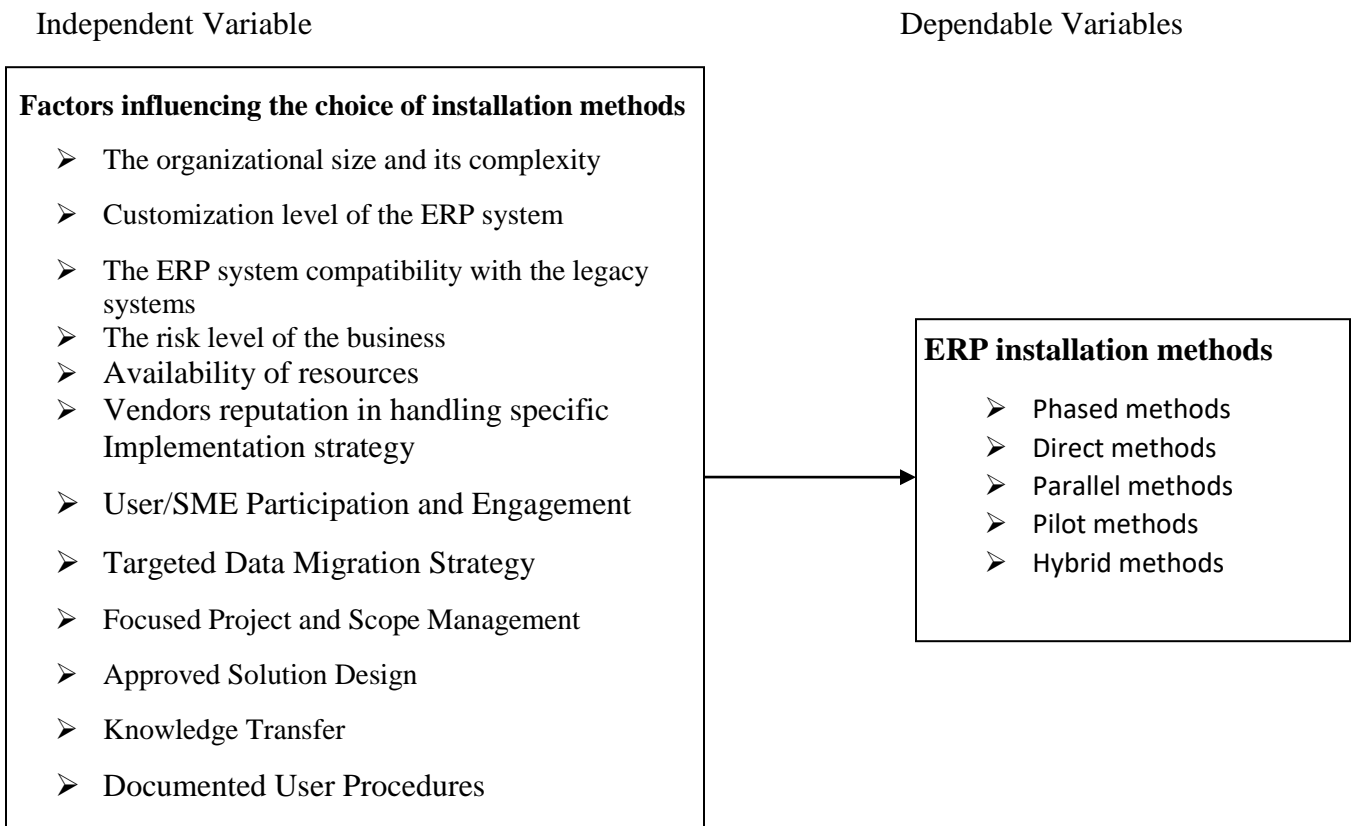 Independent Variable
Dependable Variables
Factors influencing the choice of installation methods
➢ The organizational size and its complexity
➢ Customization level of the ERP system
➢ The ERP system compatibility with the legacy
systems
➢ The risk level of the business
➢ Availability of resources
➢ Vendors reputation in handling specific
Implementation strategy
➢ User/SME Participation and Engagement
➢ Targeted Data Migration Strategy
➢ Focused Project and Scope Management
➢ Approved Solution Design
➢ Knowledge Transfer
➢ Documented User Procedures
ERP installation methods
➢ Phased methods
➢ Direct methods
➢ Parallel methods
➢ Pilot methods
➢ Hybrid methods